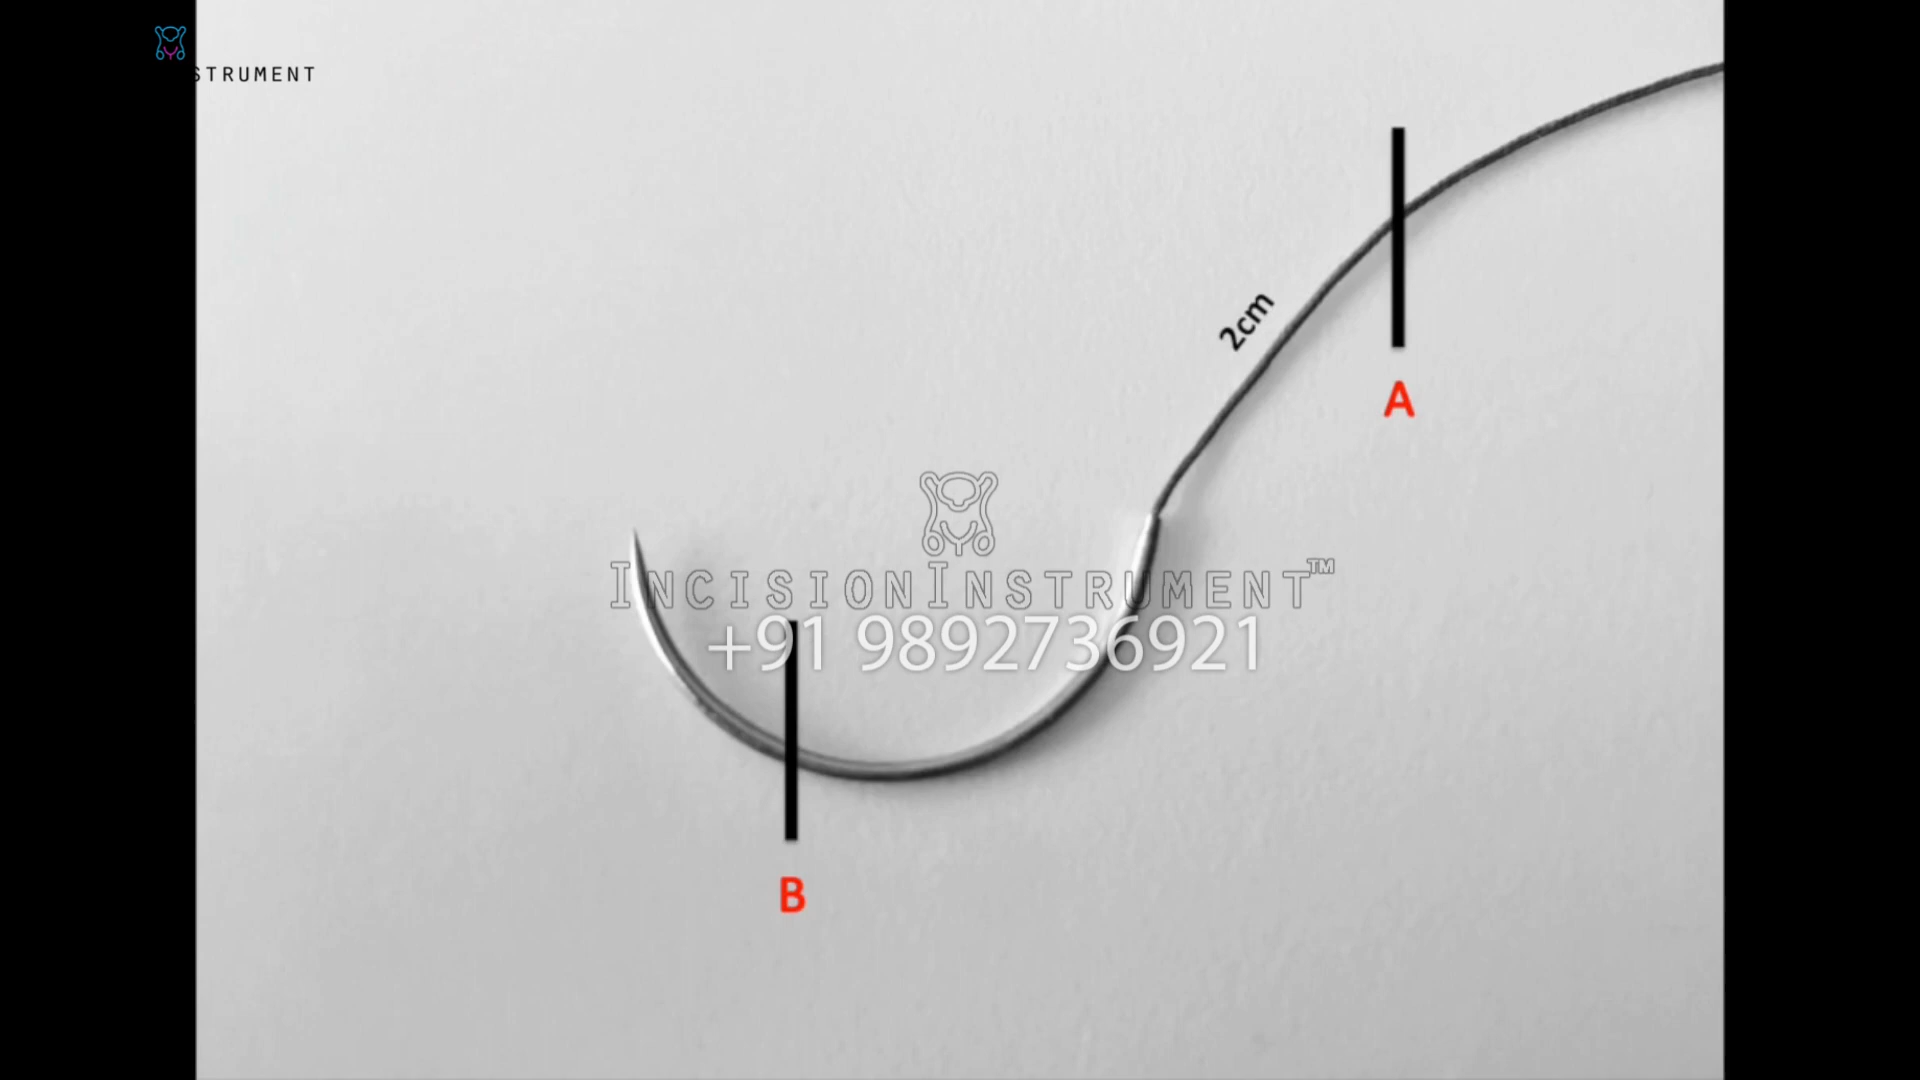 STRUMENT
2cm
A
INCISIONINSTRUMENT™
+91 9892736921
B